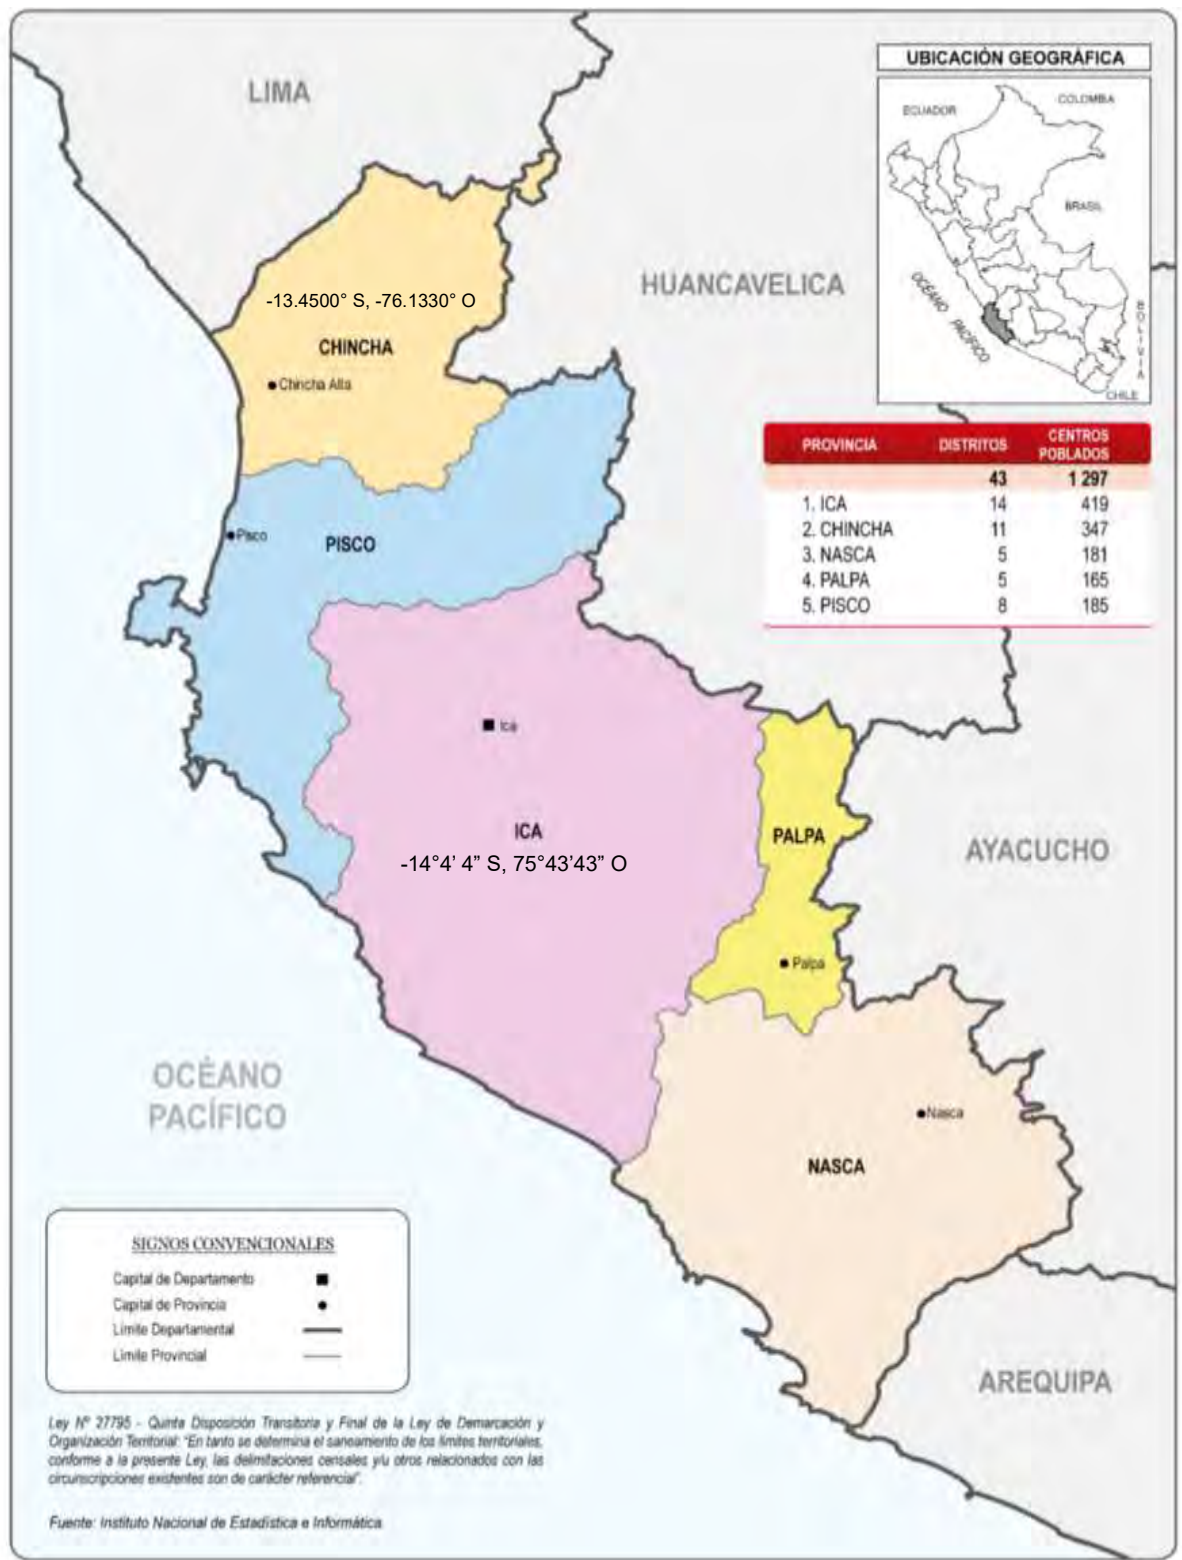 LIMA
UBICACIÓN GEOGRÁFICA
ECUADOR
COLOMBA
BRASIL
OCÉANO PACÍFICO
BOLIVIA
CHILE
HUANCAVELICA
-13.4500° S, -76.1330° O
CHINCHA
Chincha Alta
PROVINCIA DISTRITOS CENTROS POBLADOS
43 1 297
1. ICA 14 419
2. CHINCHA 11 347
3. NASCA 5 181
4. PALPA 5 165
5. PISCO 8 185
Pisco
PISCO
Ica
ICA
-14°4' 4” S, 75°43'43” O
PALPA
Palpa
AYACUCHO
OCÉANO
PACÍFICO
Nasca
NASCA
AREQUIPA
SIGNOS CONVENCIONALES
Capital de Departamento
Capital de Provincia
Límite Departamental
Límite Provincial
Ley Nº 27795 - Quinta Disposición Transitoria y Final de la Ley de Demarcación y
Organización Territorial: "En tanto se determina el saneamiento de los límites territoriales,
conforme a la presente Ley, las delimitaciones censales y/u otros relacionados con las
circunscripciones existentes son de carácter referencial".
Fuente: Instituto Nacional de Estadística e Informática